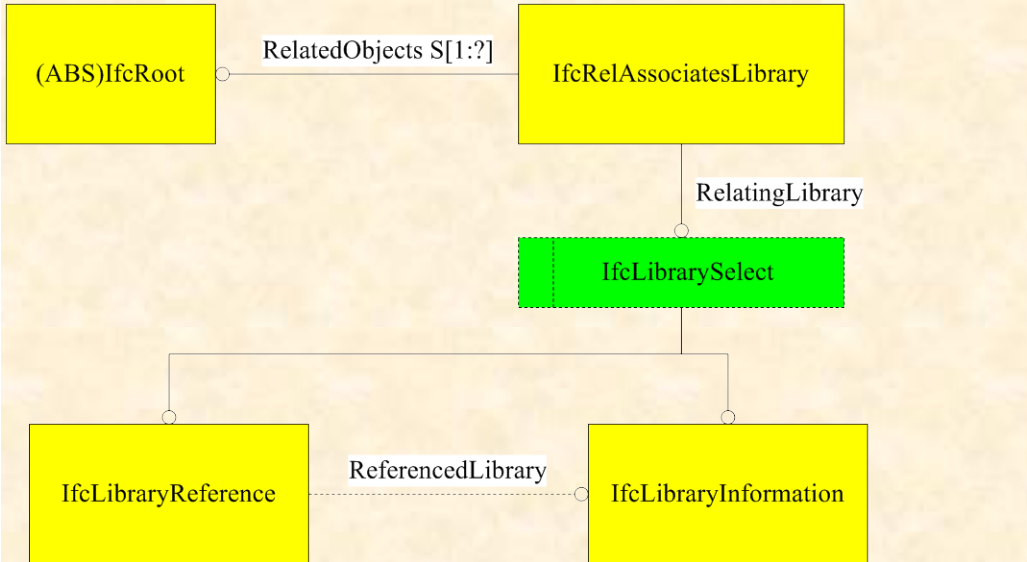 RelatedObjects S[1:?]
(ABS)IfcRoot
IfcRelAssociatesLibrary
RelatingLibrary
IfcLibrarySelect
ReferencedLibrary
IfcLibraryReference
IfcLibraryInformation